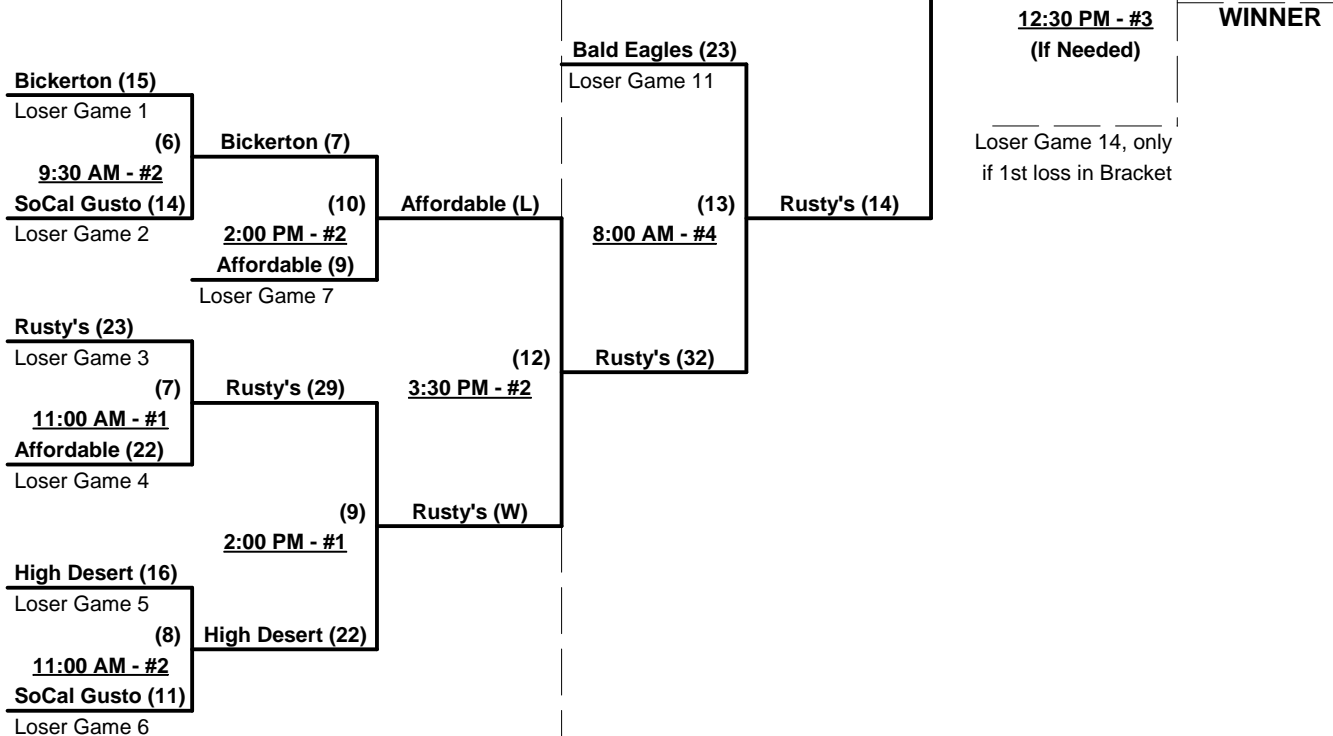 12:30 PM - #3
WINNER
(If Needed)
Bald Eagles (23)
Loser Game 11
Bickerton (15)
Loser Game 1
(6)
Bickerton (7)
9:30 AM - #2
SoCal Gusto (14)
Loser Game 2
(10)
Affordable (L)
2:00 PM - #2
Affordable (9)
Loser Game 7
(13)
Rusty's (14)
8:00 AM - #4
Loser Game 14, only
if 1st loss in Bracket
Rusty's (23)
Loser Game 3
(7)
Rusty's (29)
11:00 AM - #1
Affordable (22)
Loser Game 4
(12)
Rusty's (32)
3:30 PM - #2
(9)
Rusty's (W)
2:00 PM - #1
High Desert (16)
Loser Game 5
(8)
High Desert (22)
11:00 AM - #2
SoCal Gusto (11)
Loser Game 6